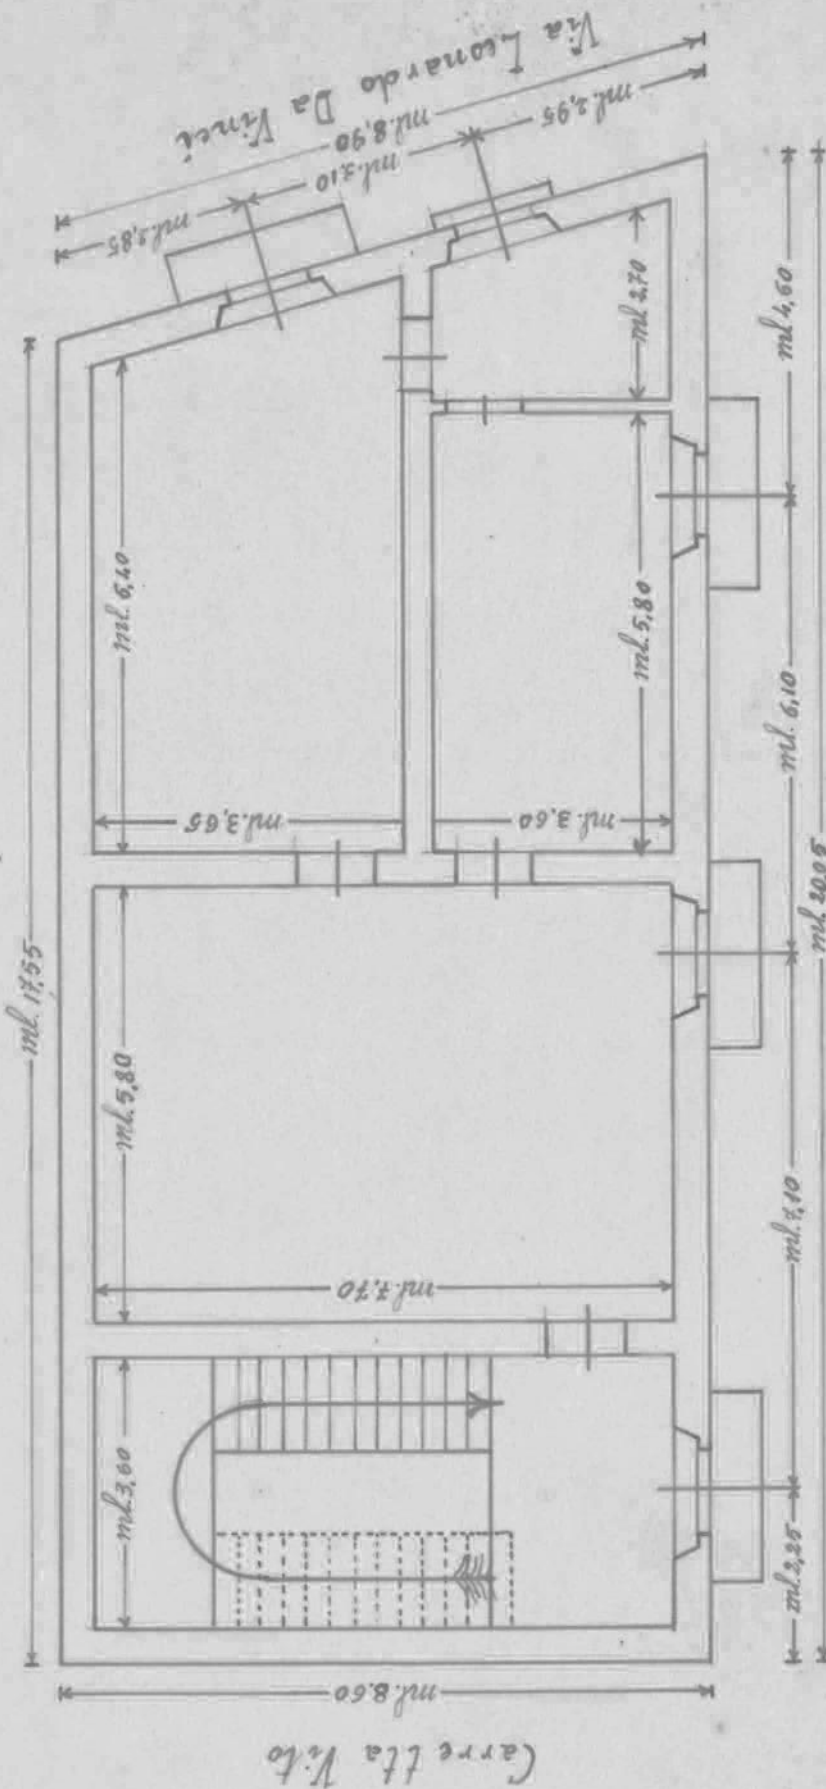 Via Leonardo Da Vinci
ml. 8,90
ml. 2,85
ml. 3,10
ml. 2,95
ml. 17,55
ml. 6,40
ml 2,70
ml 4,60
ml. 3,65
ml. 3,60
ml. 5,80
ml. 6,10
ml 20,05
ml. 5,80
ml. 7,70
ml. 7,10
ml 3,60
ml 2,25
ml. 8.60
Carretta Vito